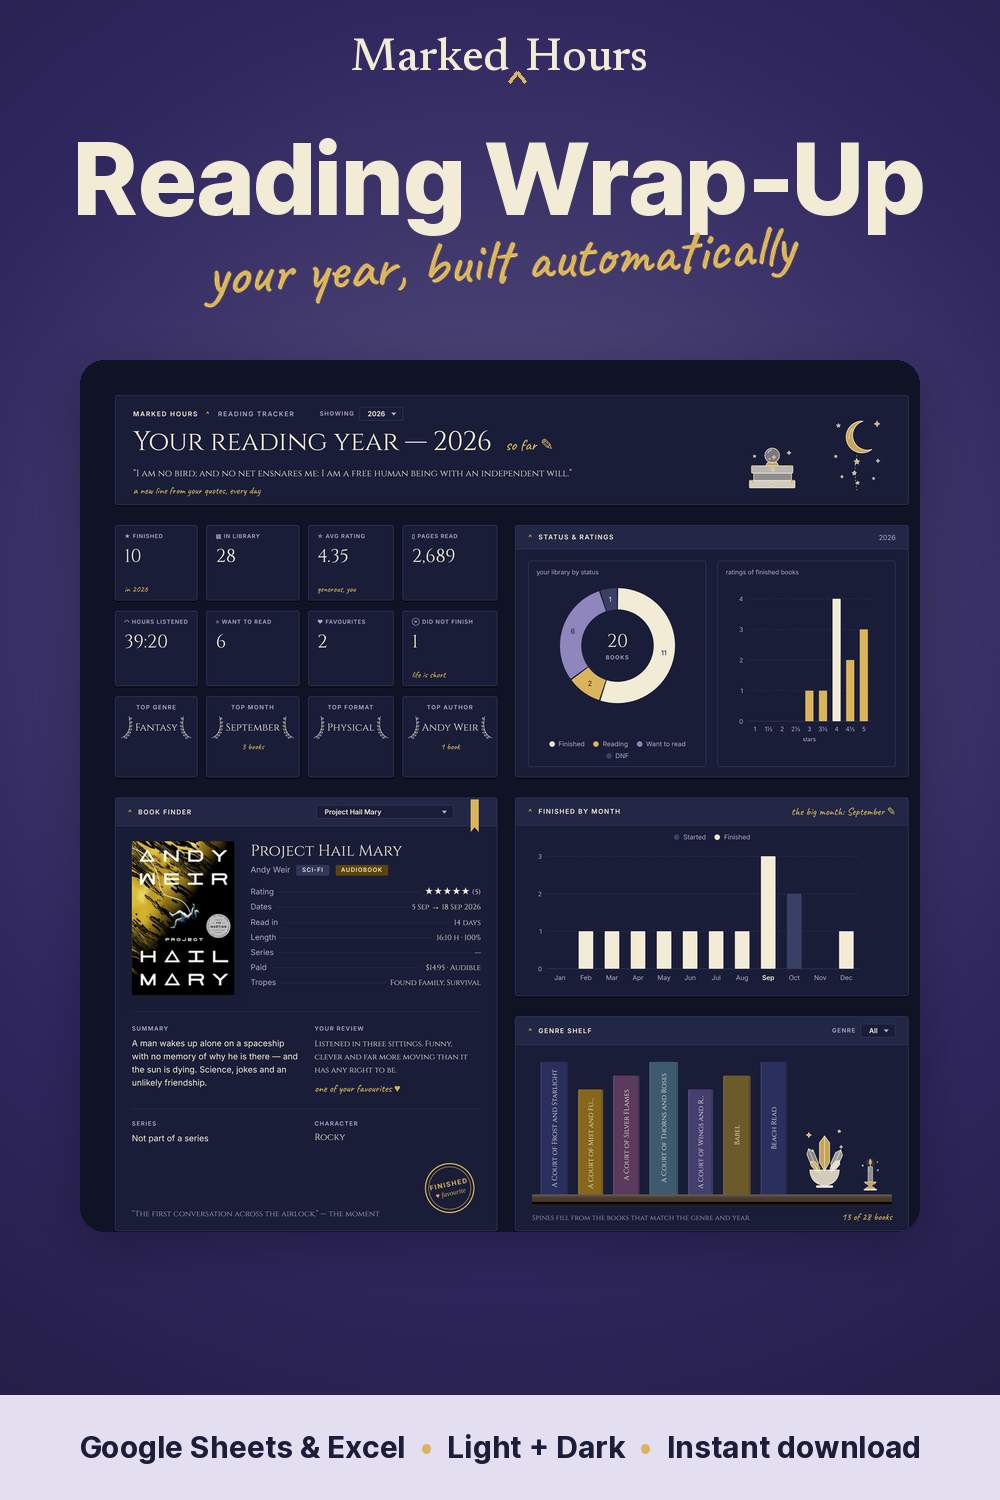 Marked Hours
Reading Wrap-Up
your year, built automatically
MARKED HOURS ^ READING TRACKER SHOWING 2026
YOUR READING YEAR — 2026 so far ✎
"I AM NO BIRD; AND NO NET ENSNARES ME: I AM A FREE HUMAN BEING WITH AN INDEPENDENT WILL."
a new line from your quotes, every day
FINISHED
10
in 2026
IN LIBRARY
28
AVG RATING
4.35
generous, you
PAGES READ
2,689
HOURS LISTENED
39:20
WANT TO READ
6
FAVOURITES
2
DID NOT FINISH
1
life is short
TOP GENRE
FANTASY
TOP MONTH
SEPTEMBER
3 books
TOP FORMAT
PHYSICAL
TOP AUTHOR
ANDY WEIR
1 book
^ STATUS & RATINGS 2026
your library by status
1
6
20
BOOKS
11
2
Finished Reading Want to read
DNF
ratings of finished books
4
3
2
1
0
1 1½ 2 2½ 3 3½ 4 4½ 5
stars
^ BOOK FINDER Project Hail Mary
ANDY
WEIR
PROJECT
HAIL
MARY
PROJECT HAIL MARY
Andy Weir SCI-FI AUDIOBOOK
Rating ★★★★★ (5)
Dates 5 SEP → 18 SEP 2026
Read in 14 DAYS
Length 16:10 H · 100%
Series —
Paid $14.95 · AUDIBLE
Tropes FOUND FAMILY, SURVIVAL
SUMMARY
A man wakes up alone on a spaceship
with no memory of why he is there — and
the sun is dying. Science, jokes and an
unlikely friendship.
YOUR REVIEW
LISTENED IN THREE SITTINGS. FUNNY,
CLEVER AND FAR MORE MOVING THAN IT
HAS ANY RIGHT TO BE.
one of your favourites ♥
SERIES
Not part of a series
CHARACTER
ROCKY
FINISHED
♥ favourite
"THE FIRST CONVERSATION ACROSS THE AIRLOCK." — THE MOMENT
^ FINISHED BY MONTH the big month: September ✎
Started Finished
3
2
1
0
Jan Feb Mar Apr May Jun Jul Aug Sep Oct Nov Dec
^ GENRE SHELF GENRE All
A COURT OF FROST AND STARLIGHT
A COURT OF MIST AND FU...
A COURT OF SILVER FLAMES
A COURT OF THORNS AND ROSES
A COURT OF WINGS AND R...
BABEL
BEACH READ
SPINES FILL FROM THE BOOKS THAT MATCH THE GENRE AND YEAR. 13 of 28 books
Google Sheets & Excel • Light + Dark • Instant download